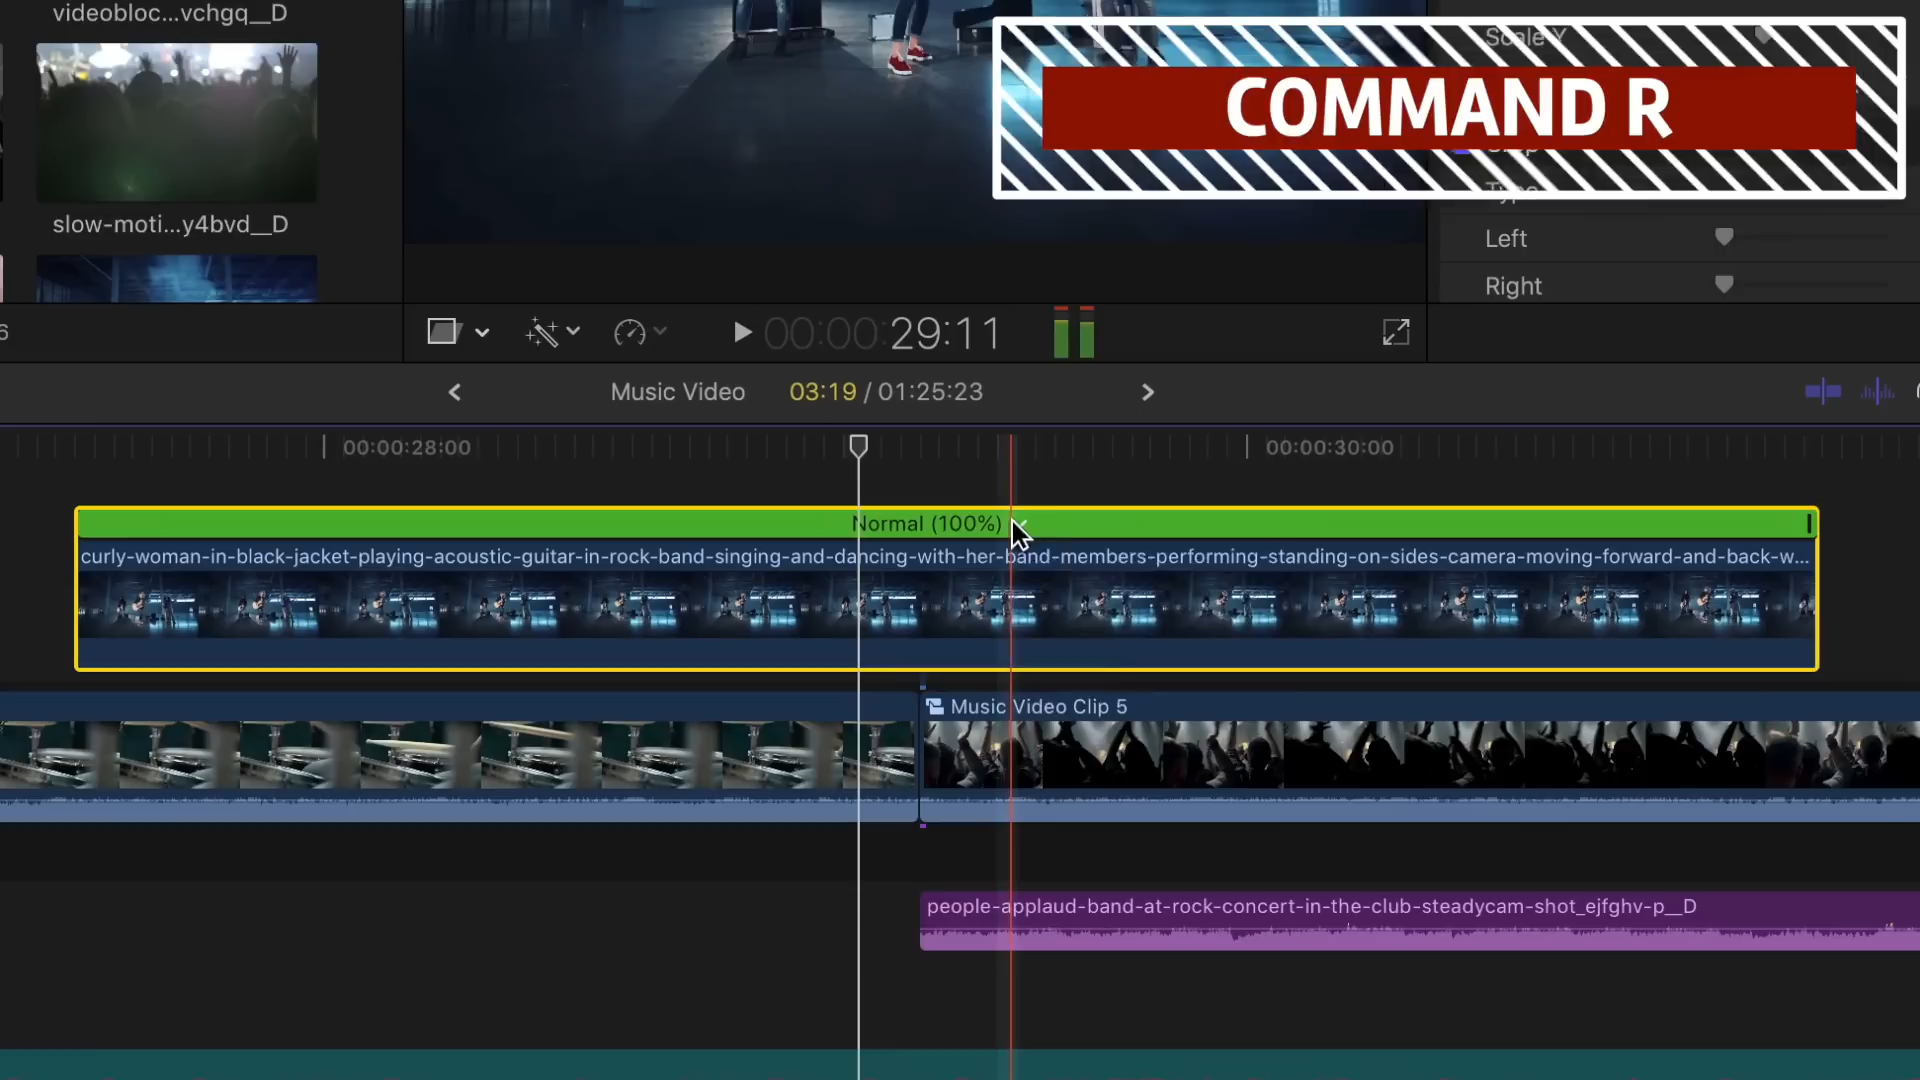 videobloc...vchgq__D
Scale Y
COMMAND R
slow-moti...y4bvd__D
Type
Left
Right
6
00:00:29:11
Music Video 03:19 / 01:25:23
00:00:28:00
00:00:30:00
Normal (100%)
curly-woman-in-black-jacket-playing-acoustic-guitar-in-rock-band-singing-and-dancing-with-her-band-members-performing-standing-on-sides-camera-moving-forward-and-back-w...
Music Video Clip 5
people-applaud-band-at-rock-concert-in-the-club-steadycam-shot_ejfghv-p__D